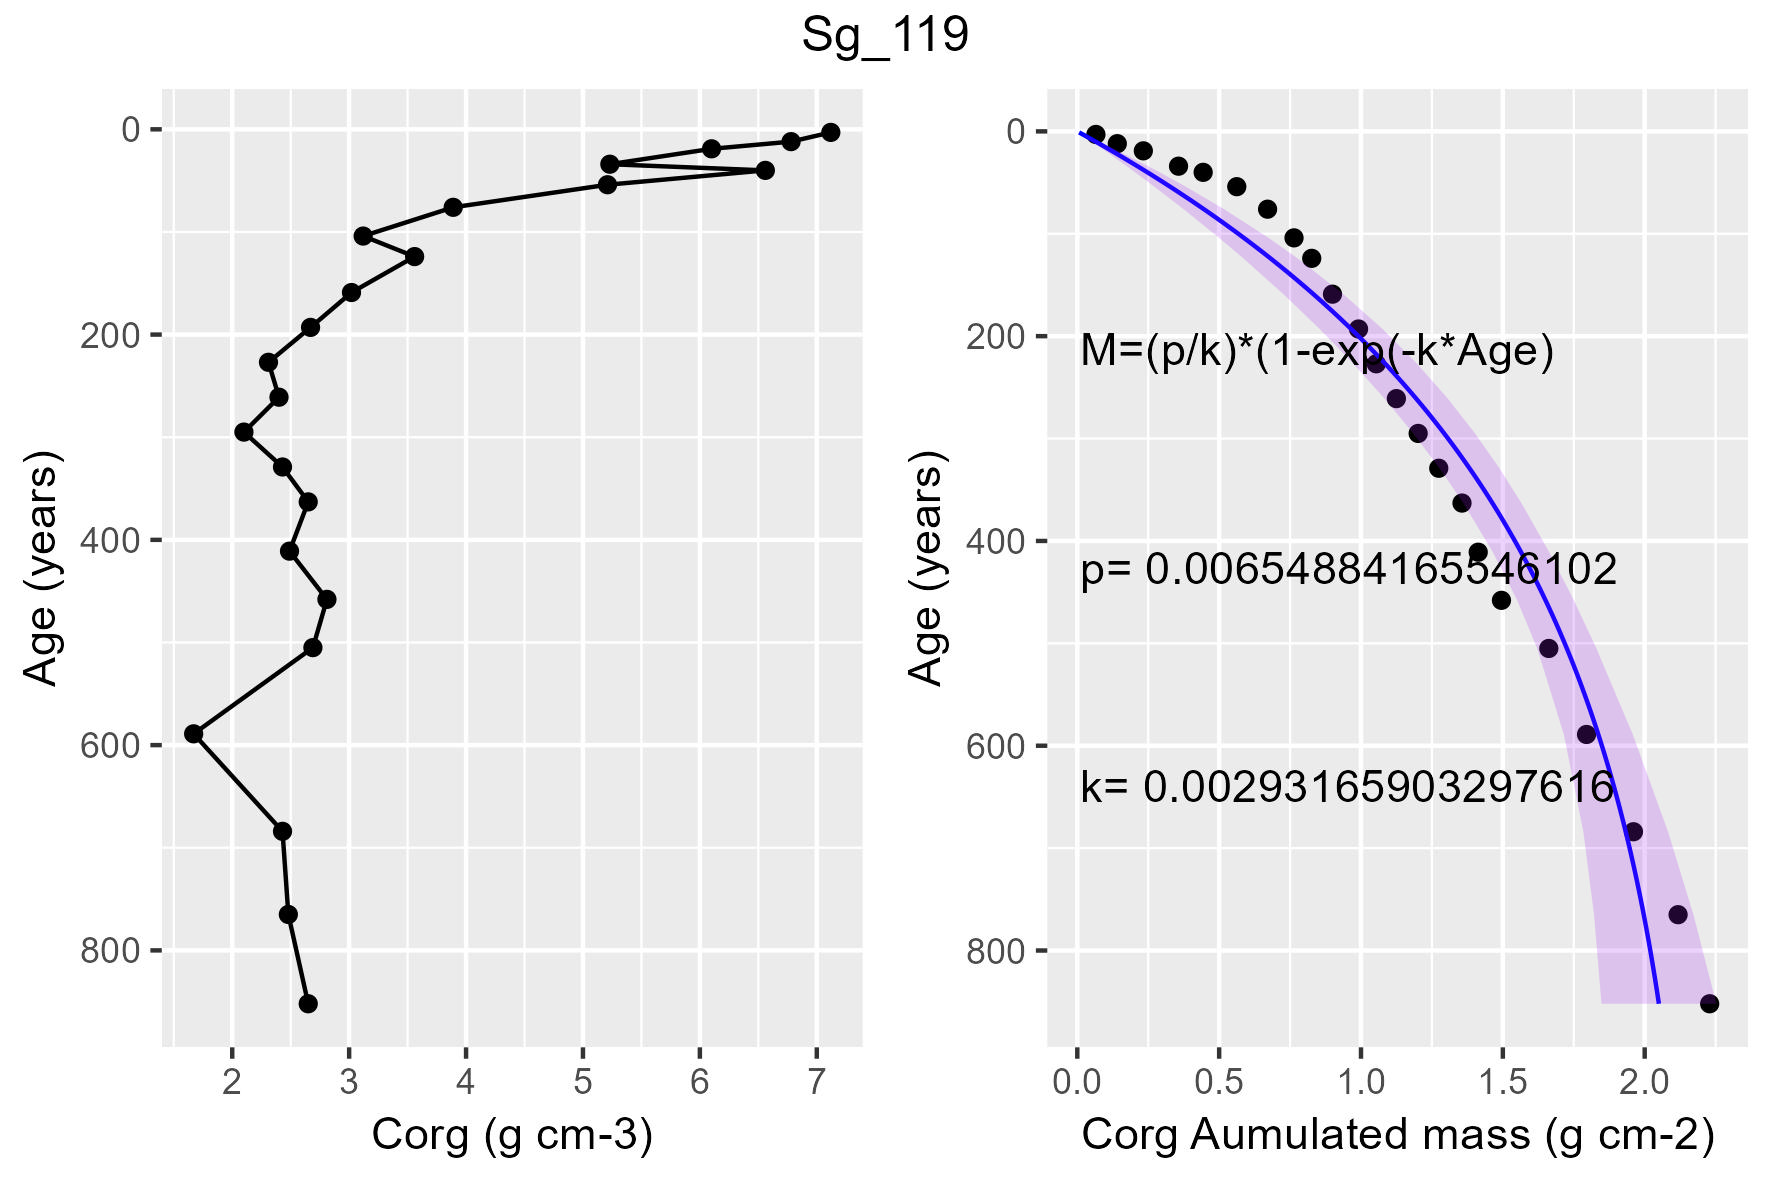 Sg_119
0
200
400
600
800
Age (years)
2 3 4 5 6 7
Corg (g cm-3)
0
200
400
600
800
Age (years)
M=(p/k)*(1-exp(-k*Age)
p= 0.00654884165546102
k= 0.00293165903297616
0.0 0.5 1.0 1.5 2.0
Corg Aumulated mass (g cm-2)